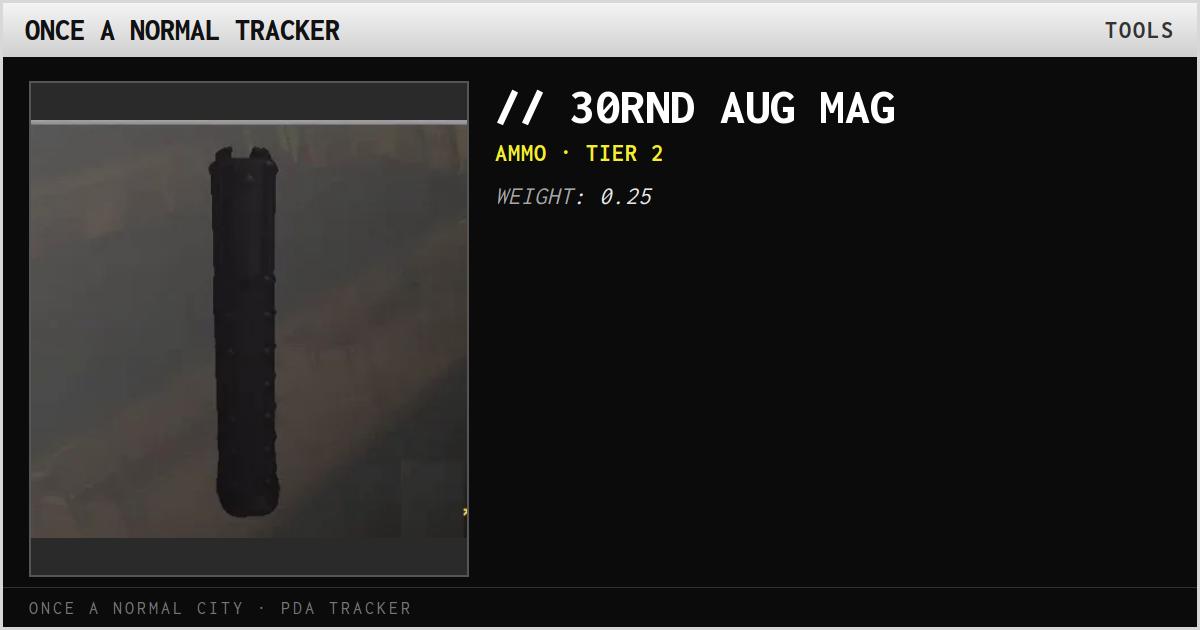 ONCE A NORMAL TRACKER
TOOLS
// 30RND AUG MAG
AMMO · TIER 2
WEIGHT: 0.25
ONCE A NORMAL CITY · PDA TRACKER